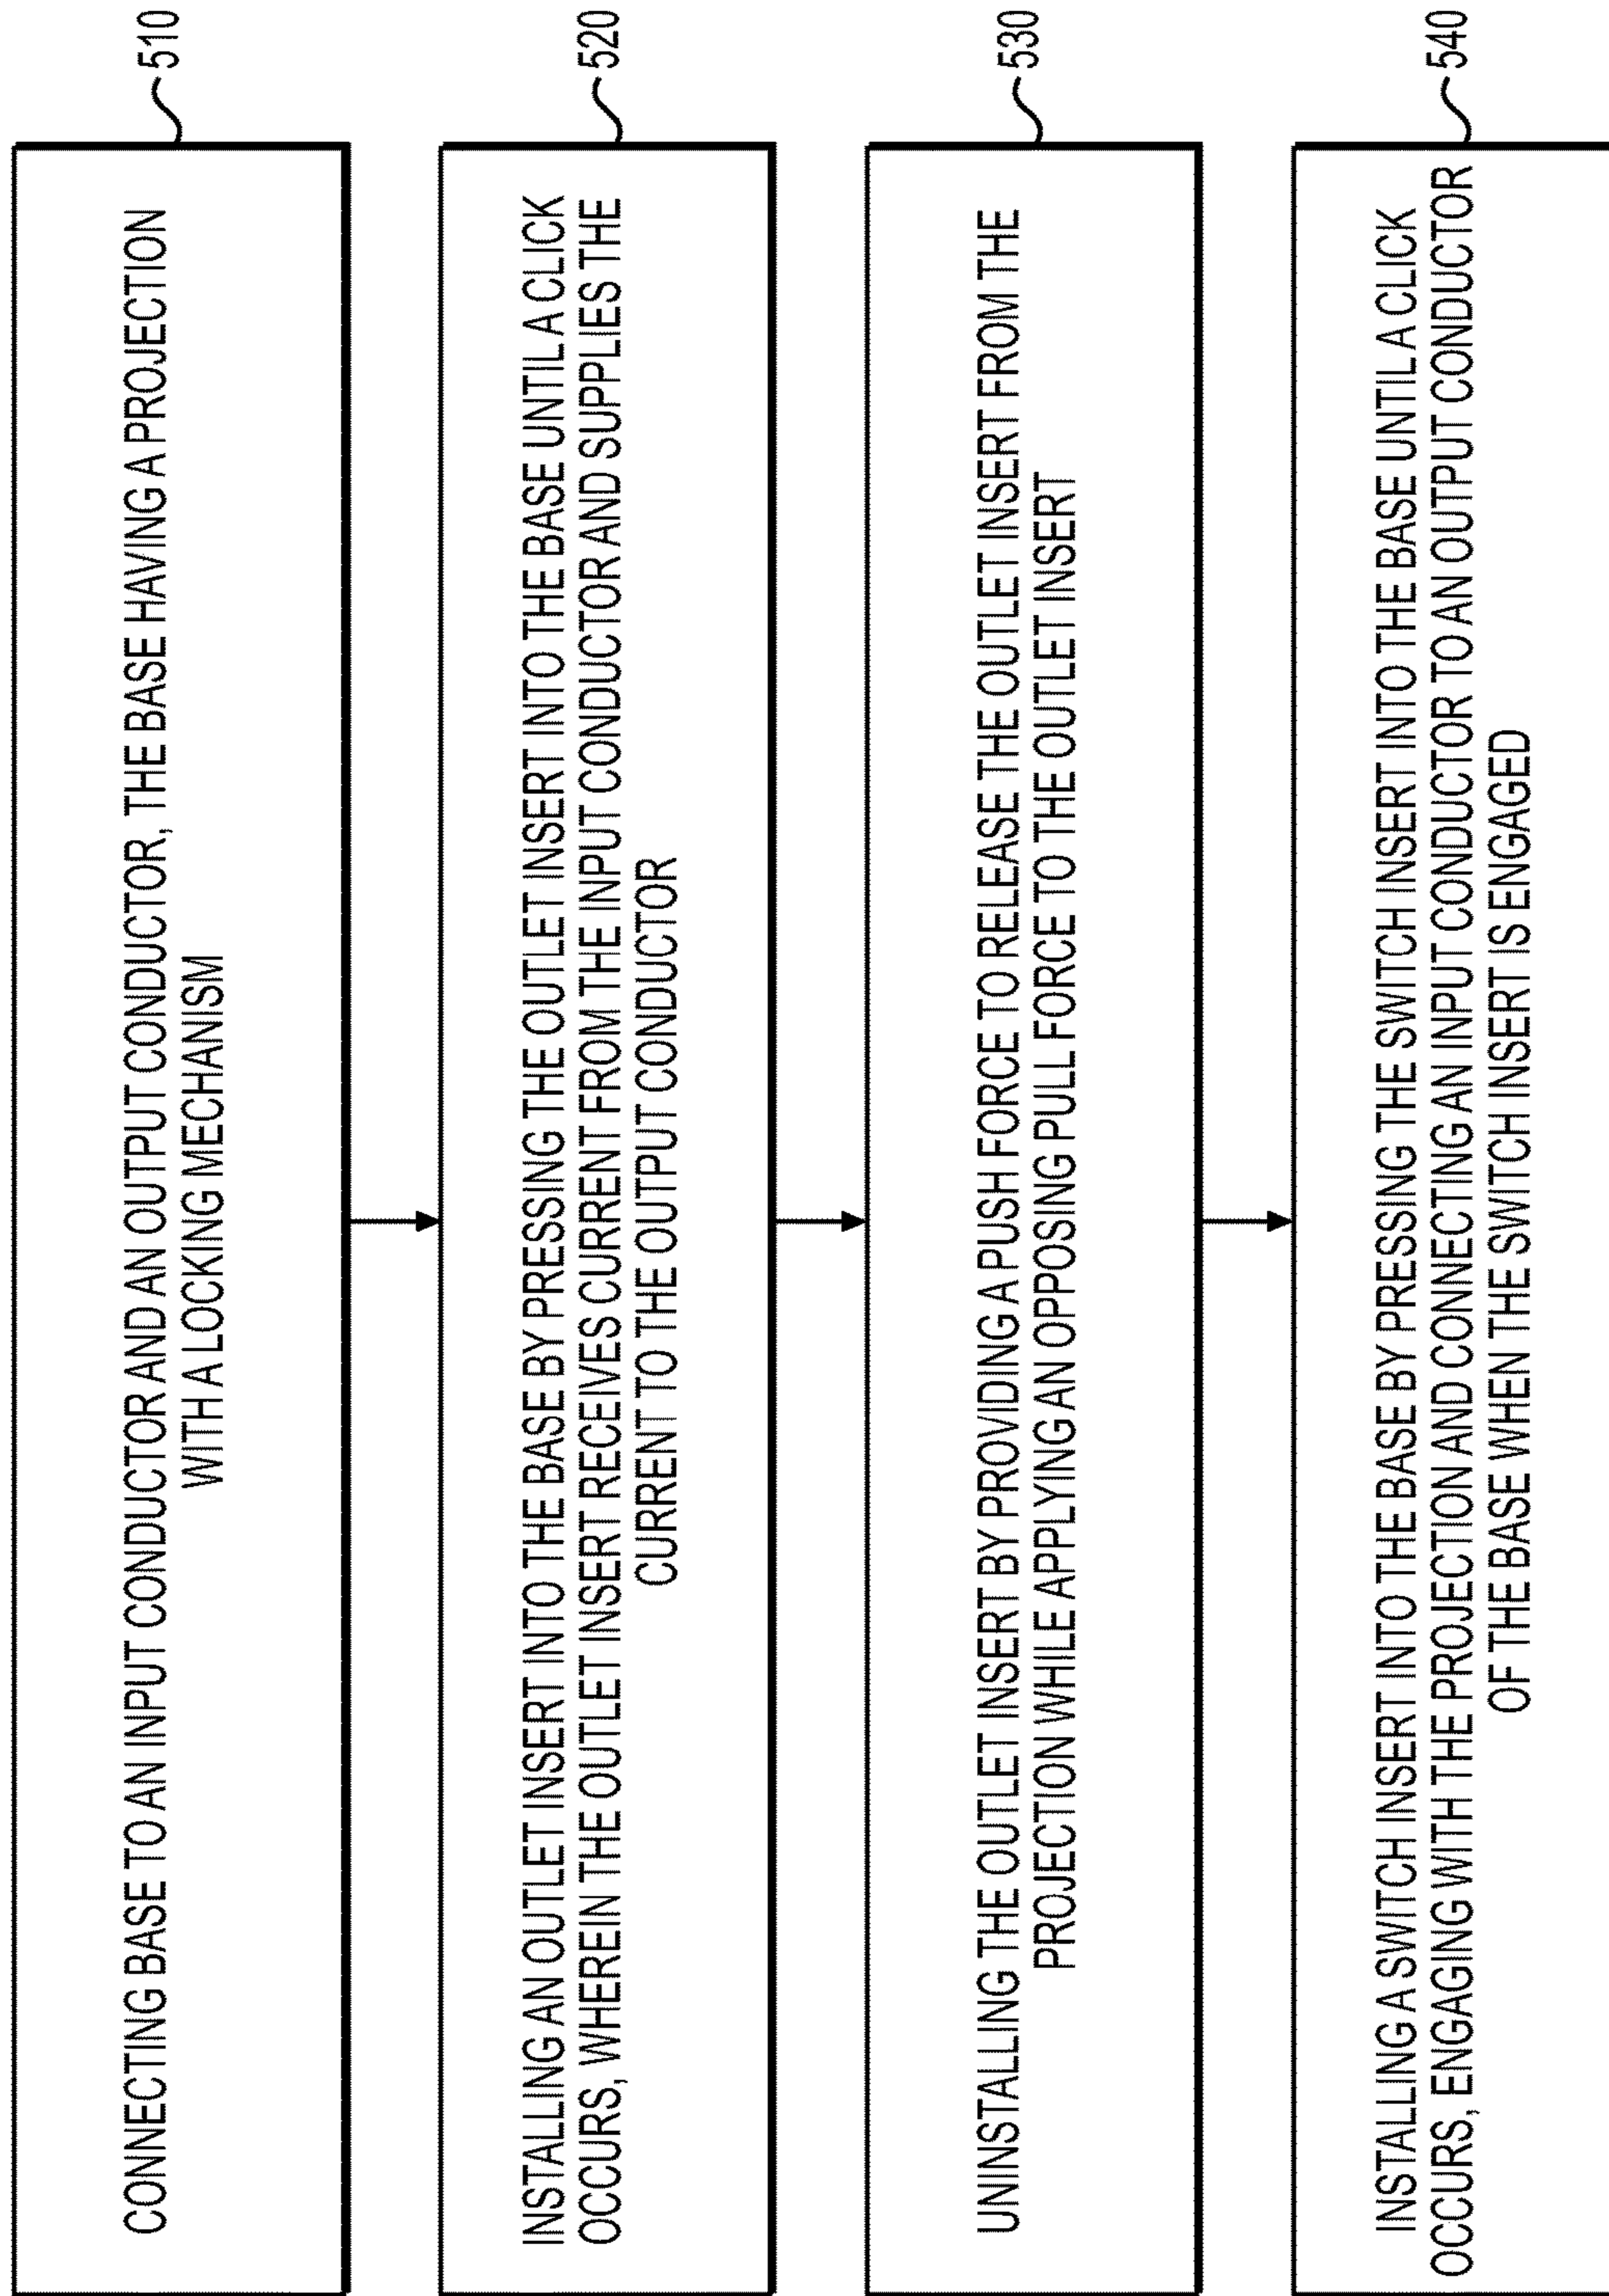 CONNECTING BASE TO AN INPUT CONDUCTOR AND AN OUTPUT CONDUCTOR, THE BASE HAVING A PROJECTION
WITH A LOCKING MECHANISM
510
INSTALLING AN OUTLET INSERT INTO THE BASE BY PRESSING THE OUTLET INSERT INTO THE BASE UNTIL A CLICK
OCCURS, WHEREIN THE OUTLET INSERT RECEIVES CURRENT FROM THE INPUT CONDUCTOR AND SUPPLIES THE
CURRENT TO THE OUTPUT CONDUCTOR
520
UNINSTALLING THE OUTLET INSERT BY PROVIDING A PUSH FORCE TO RELEASE THE OUTLET INSERT FROM THE
PROJECTION WHILE APPLYING AN OPPOSING PULL FORCE TO THE OUTLET INSERT
530
INSTALLING A SWITCH INSERT INTO THE BASE BY PRESSING THE SWITCH INSERT INTO THE BASE UNTIL A CLICK
OCCURS, ENGAGING WITH THE PROJECTION AND CONNECTING AN INPUT CONDUCTOR TO AN OUTPUT CONDUCTOR
OF THE BASE WHEN THE SWITCH INSERT IS ENGAGED
540